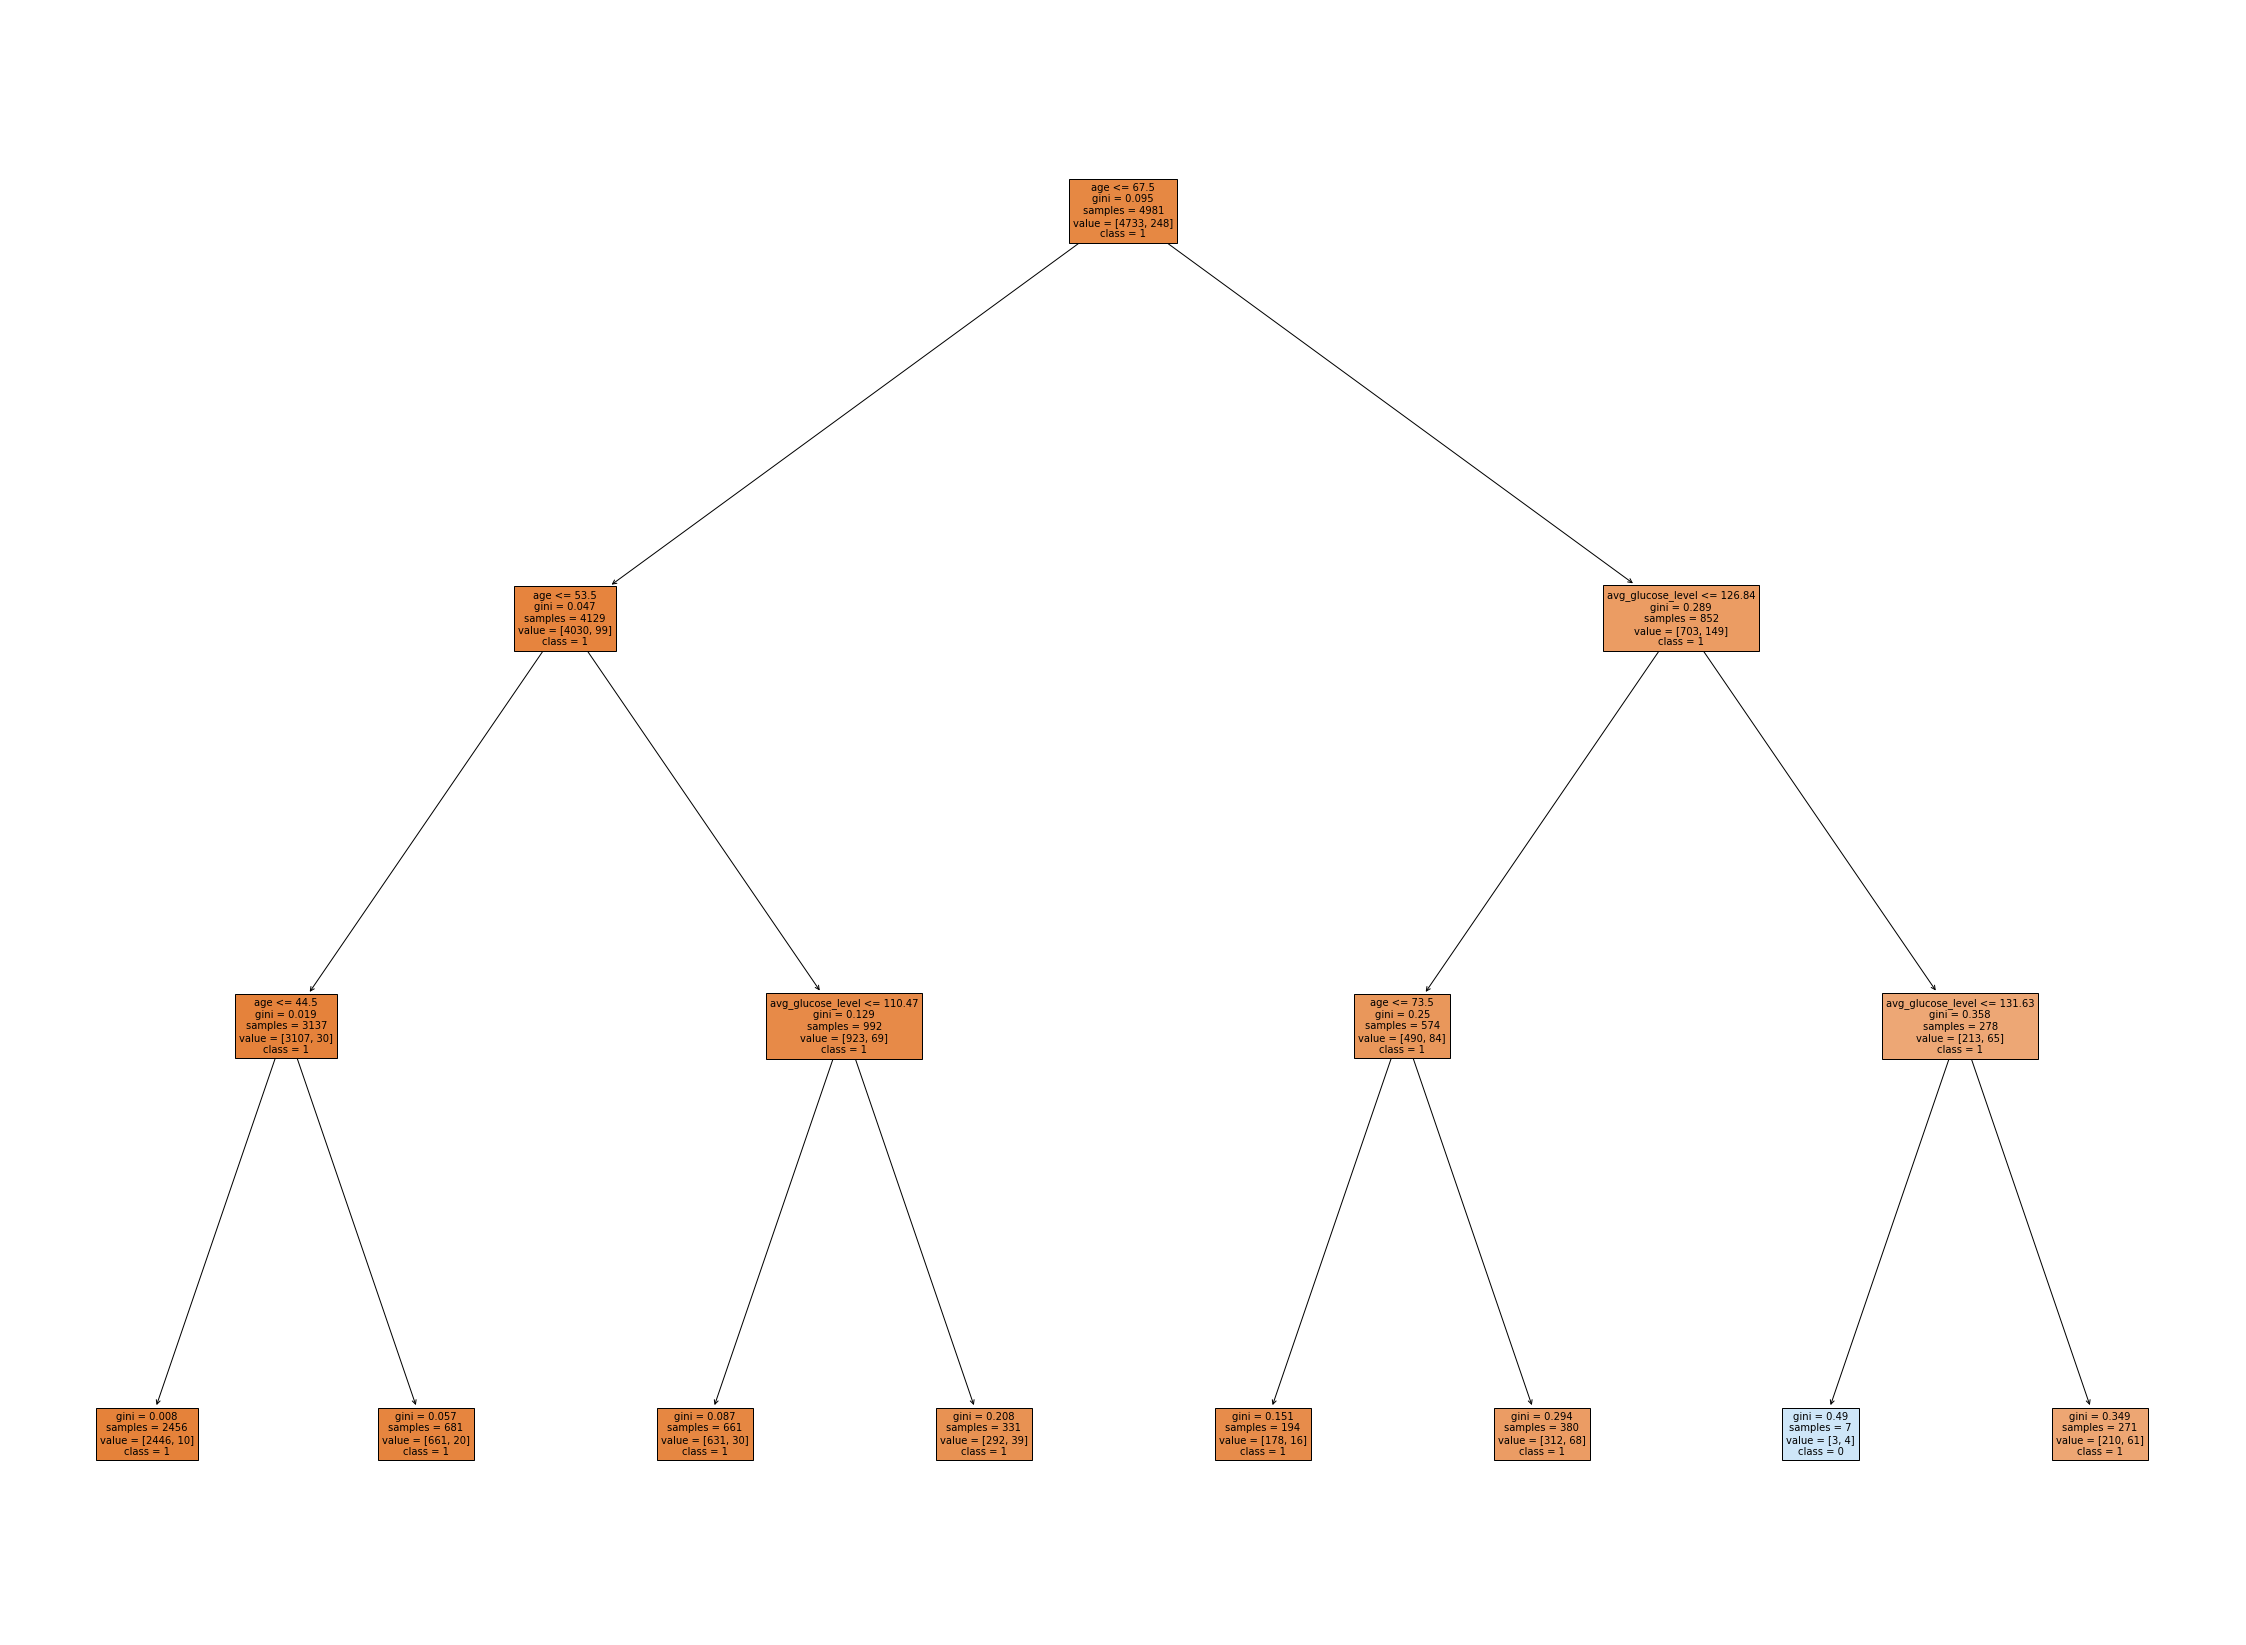 age <= 67.5
gini = 0.095
samples = 4981
value = [4733, 248]
class = 1
age <= 53.5
gini = 0.047
samples = 4129
value = [4030, 99]
class = 1
avg_glucose_level <= 126.84
gini = 0.289
samples = 852
value = [703, 149]
class = 1
age <= 44.5
gini = 0.019
samples = 3137
value = [3107, 30]
class = 1
avg_glucose_level <= 110.47
gini = 0.129
samples = 992
value = [923, 69]
class = 1
age <= 73.5
gini = 0.25
samples = 574
value = [490, 84]
class = 1
avg_glucose_level <= 131.63
gini = 0.358
samples = 278
value = [213, 65]
class = 1
gini = 0.008
samples = 2456
value = [2446, 10]
class = 1
gini = 0.057
samples = 681
value = [661, 20]
class = 1
gini = 0.087
samples = 661
value = [631, 30]
class = 1
gini = 0.208
samples = 331
value = [292, 39]
class = 1
gini = 0.151
samples = 194
value = [178, 16]
class = 1
gini = 0.294
samples = 380
value = [312, 68]
class = 1
gini = 0.49
samples = 7
value = [3, 4]
class = 0
gini = 0.349
samples = 271
value = [210, 61]
class = 1